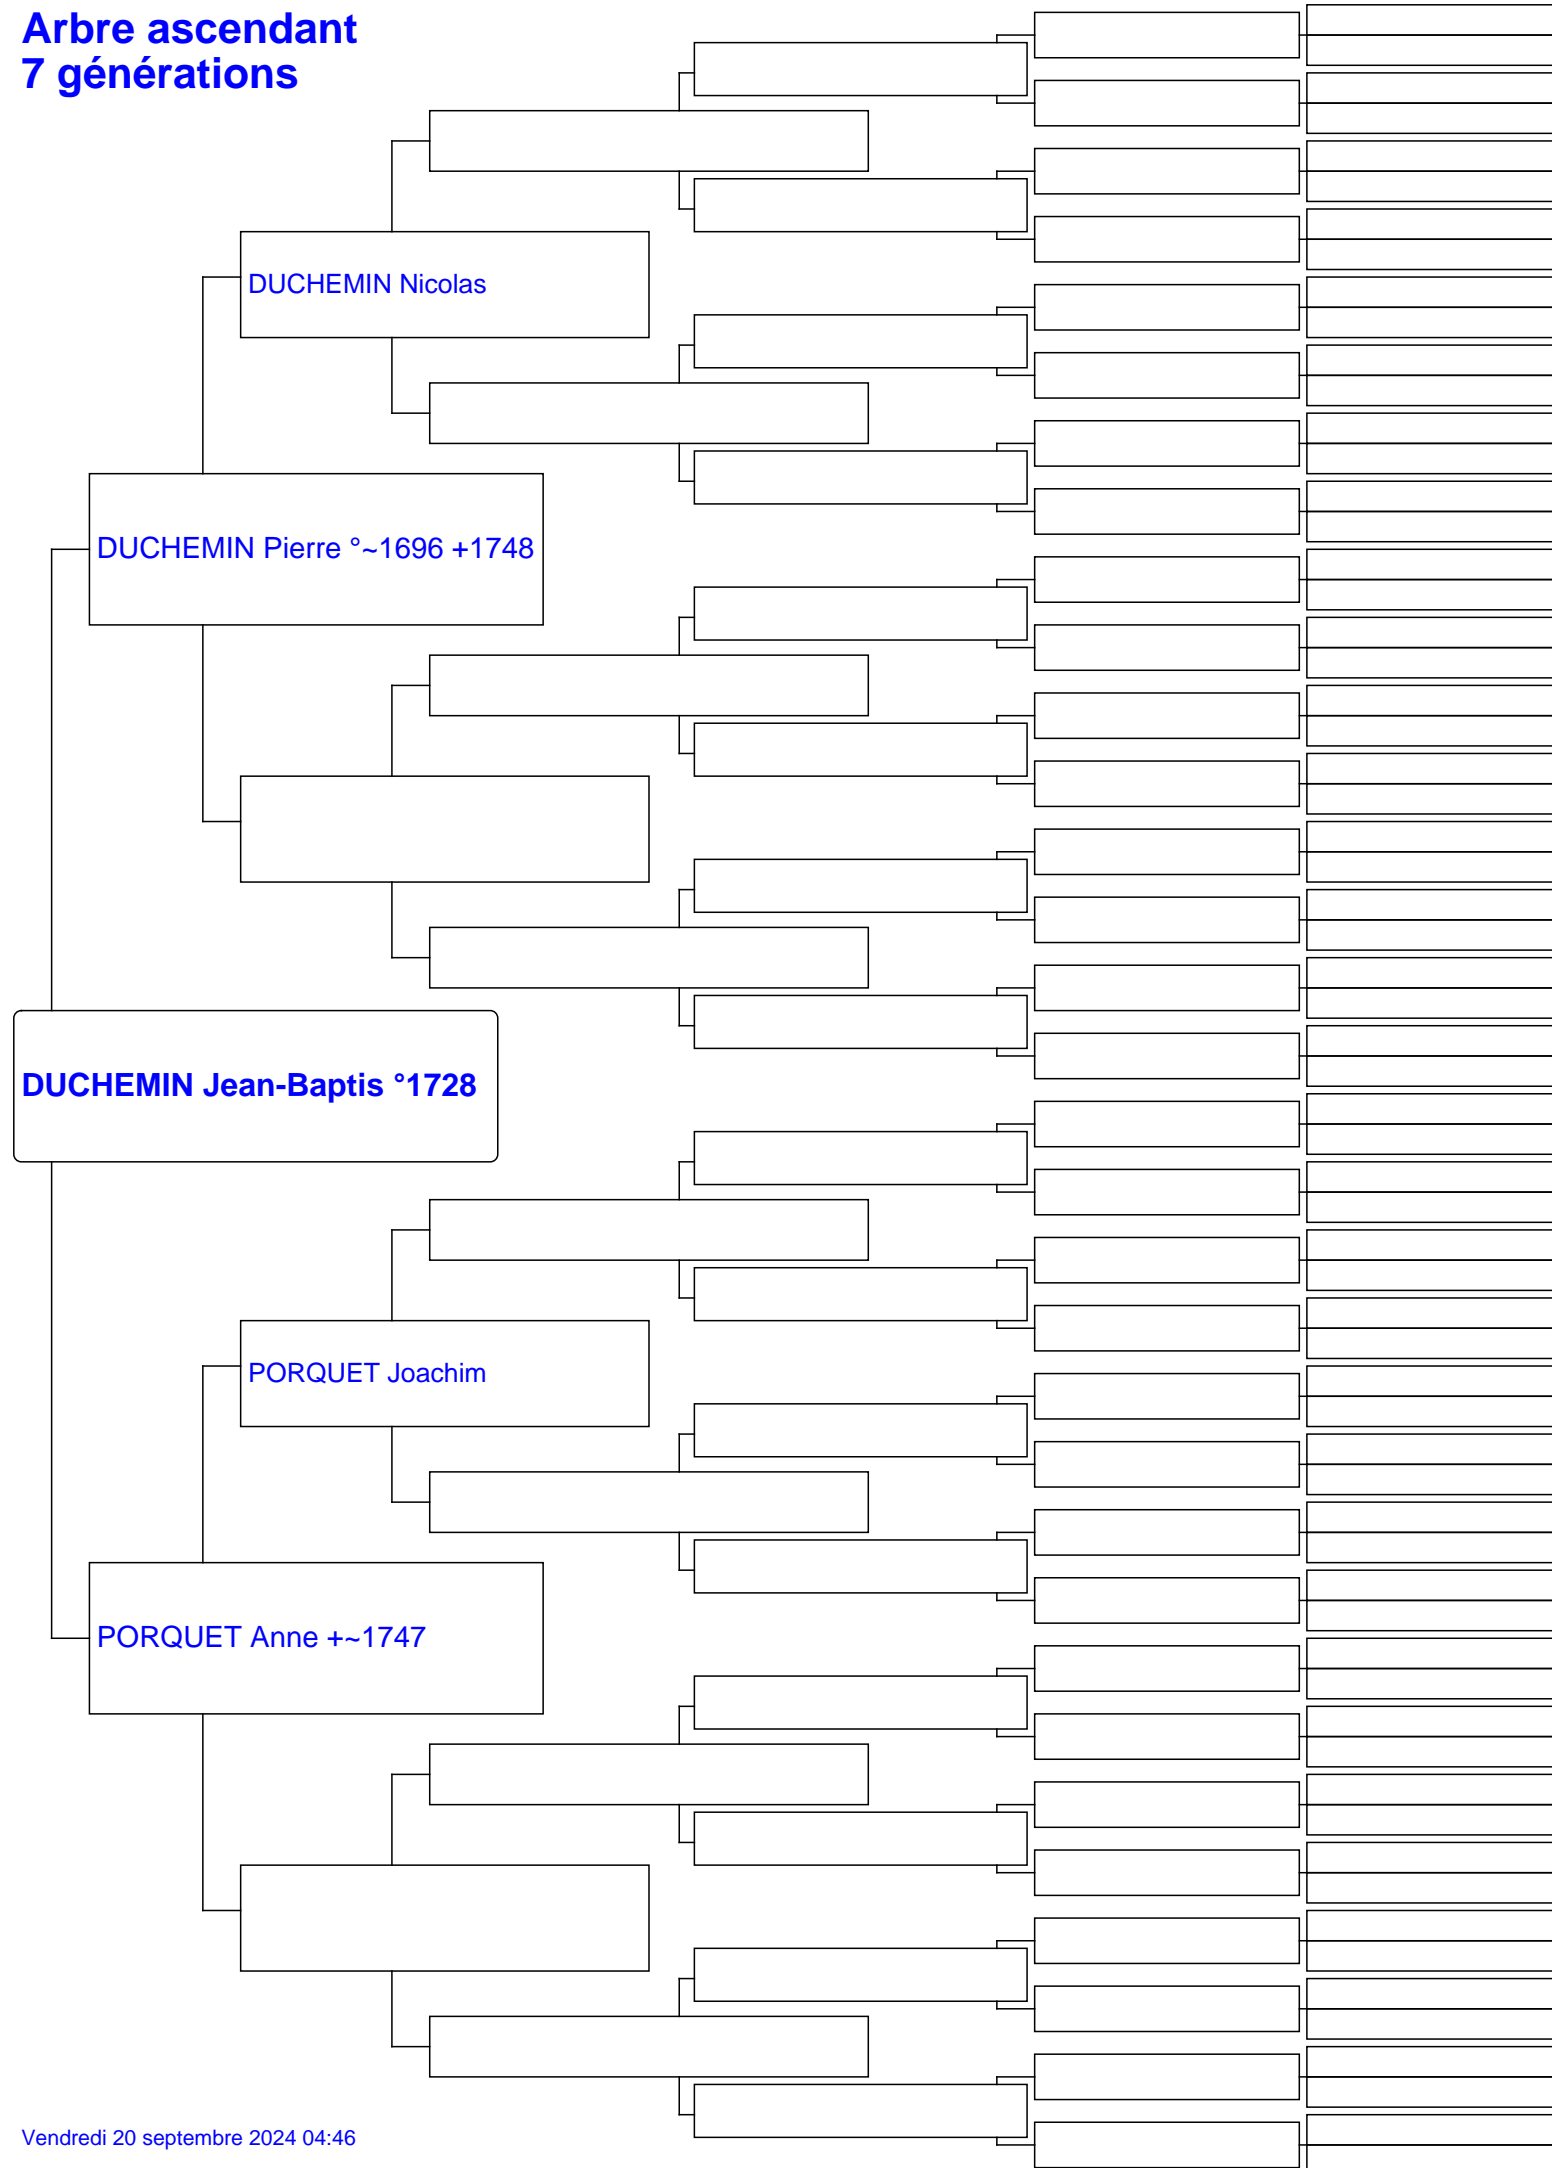 Arbre ascendant
7 générations
DUCHEMIN Nicolas
DUCHEMIN Pierre °~1696 +1748
DUCHEMIN Jean-Baptis °1728
PORQUET Joachim
PORQUET Anne +~1747
Vendredi 20 septembre 2024 04:46